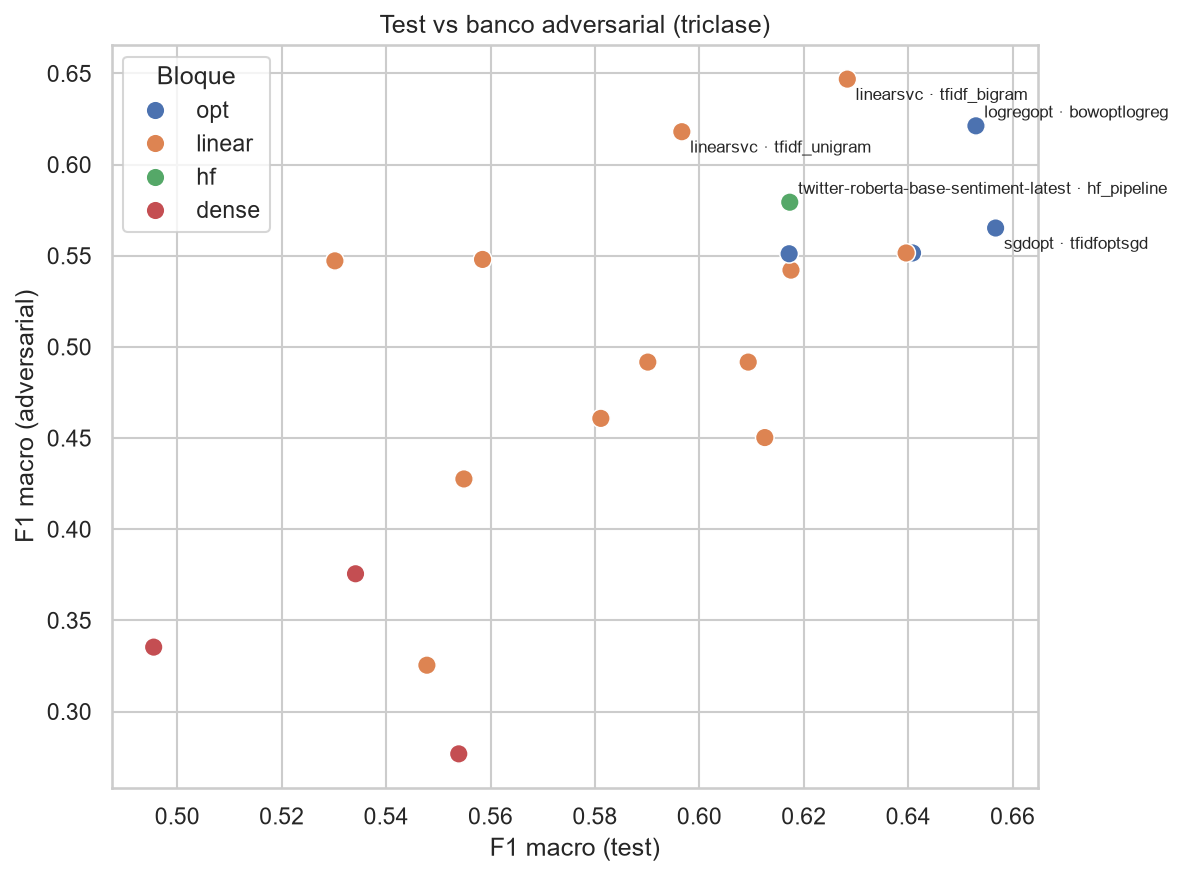 Test vs banco adversarial (triclase)
Bloque
opt
linear
hf
dense
linearsvc · tfidf_bigram
logregopt · bowoptlogreg
linearsvc · tfidf_unigram
twitter-roberta-base-sentiment-latest · hf_pipeline
sgdopt · tfidfoptsgd
F1 macro (adversarial)
0.65
0.60
0.55
0.50
0.45
0.40
0.35
0.30
0.50 0.52 0.54 0.56 0.58 0.60 0.62 0.64 0.66
F1 macro (test)